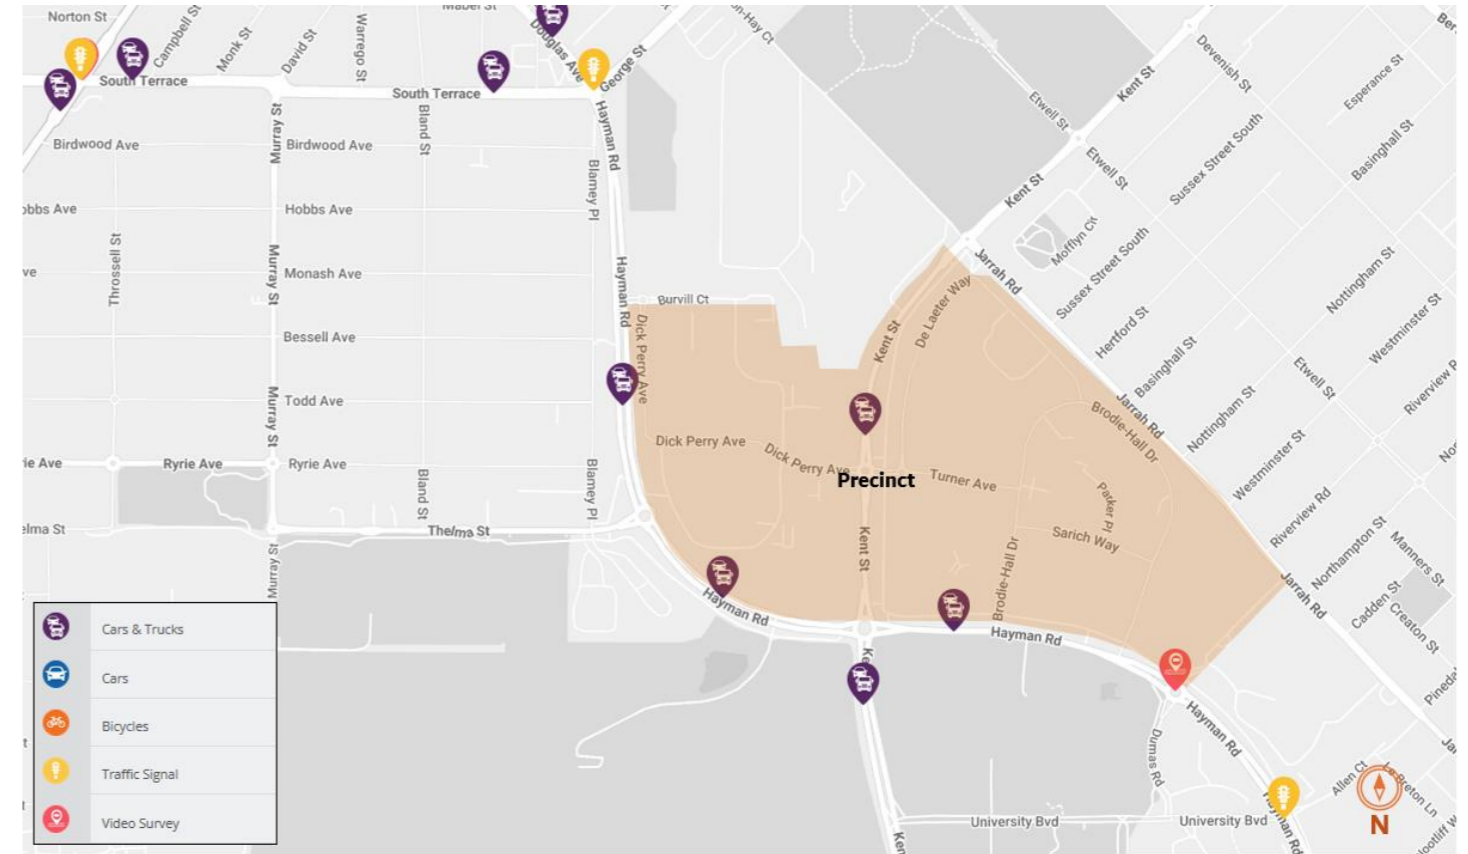 Norton St
Campbell St
Monk St
David St
Warrego St
Mabel St
Douglas Ave
George St
South Terrace
South Terrace
Birdwood Ave
Murray St
Birdwood Ave
Bland St
Hayman Rd
Blamey Pl
Hobbs Ave
Throssell St
Murray St
Monash Ave
Hayman Rd
Bessell Ave
Murray St
Todd Ave
Ryrie Ave
Ryrie Ave
Bland St
Blamey Pl
Thelma St
Murray St
Burvill Ct
Dick Perry Ave
Dick Perry Ave
Dick Perry Ave
Kent St
De Laeter Way
Precinct
Turner Ave
Kent St
Parker Pl
Sarich Way
Brodie-Hall Dr
Brodie-Hall Dr
Hayman Rd
Hayman Rd
Hayman Rd
Dumas Rd
University Bvd
University Bvd
Kent St
Kent St
Etwell St
Etwell St
Devenish St
Esperance St
Sussex Street South
Basinghall St
Sussex Street South
Jarrah Rd
Hertford St
Basinghall St
Nottingham St
Nottingham St
Westminster St
Etwell St
Jarrah Rd
Westminster St
Riverview Rd
Northampton St
Manners St
Jarrah Rd
Cadden St
Creaton St
Allen Ct
Le Breton Ln
N
Cars & Trucks
Cars
Bicycles
Traffic Signal
Video Survey